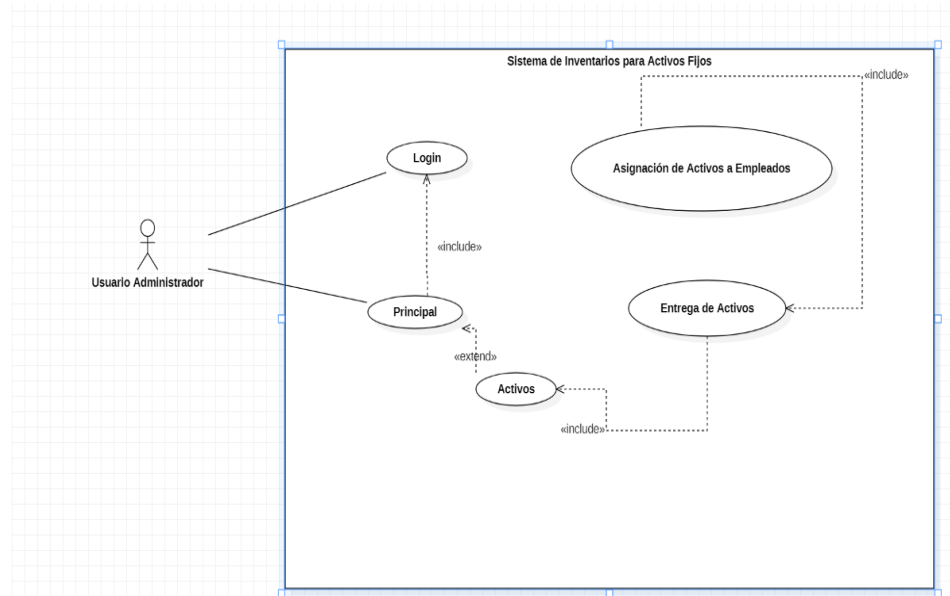 Sistema de Inventarios para Activos Fijos
«include»
Login
Asignación de Activos a Empleados
«include»
Usuario Administrador
Principal
Entrega de Activos
«extend»
Activos
«include»